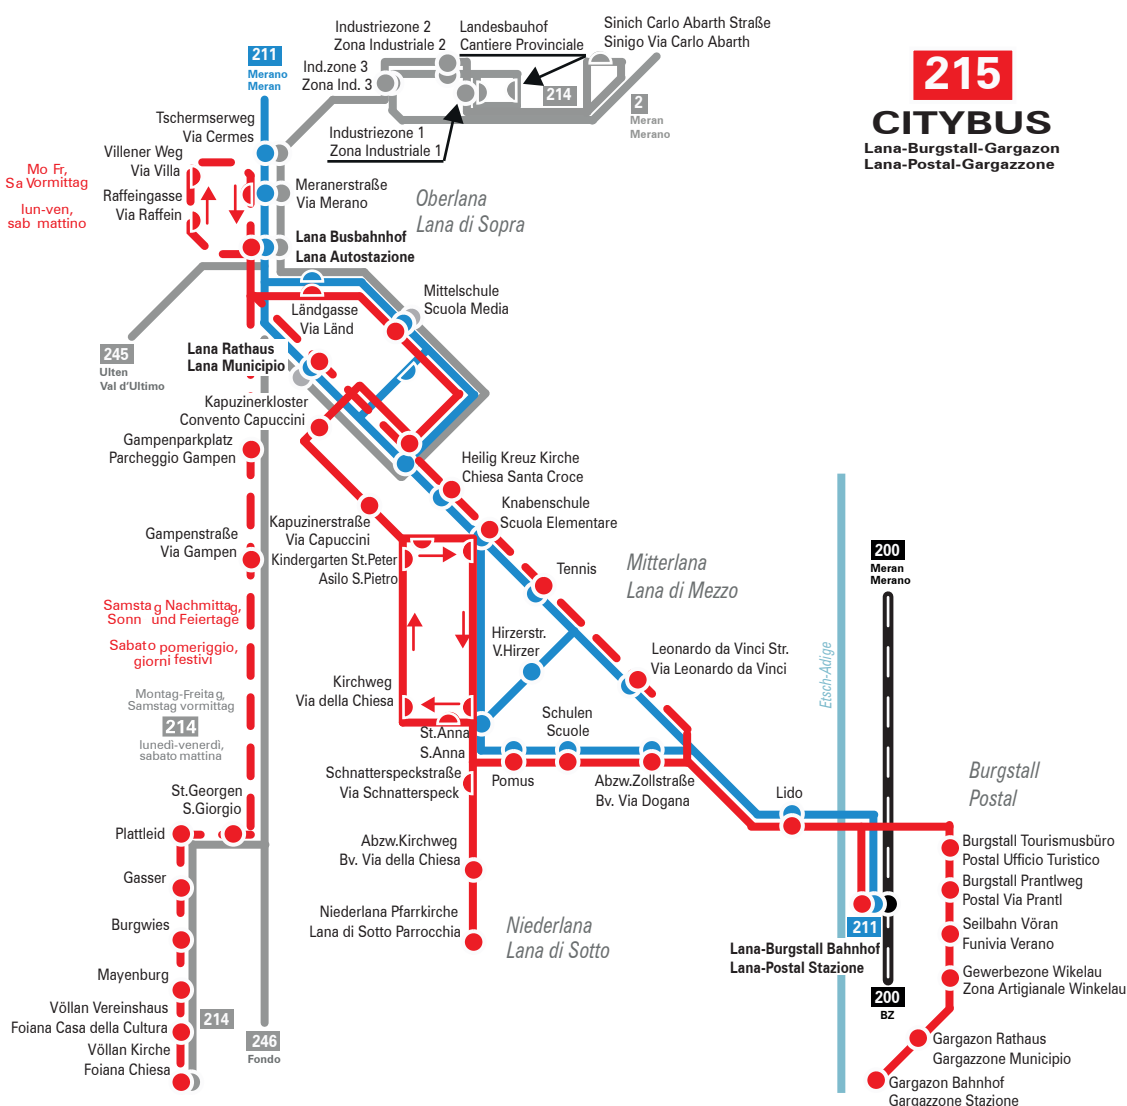 215
CITYBUS
Lana-Burgstall-Gargazon
Lana-Postal-Gargazzone
211
Merano
Meran
Industriezone 2
Zona Industriale 2
Landesbauhof
Cantiere Provinciale
Sinich Carlo Abarth Straße
Sinigo Via Carlo Abarth
Ind.zone 3
Zona Ind. 3
214
2
Meran
Merano
Industriezone 1
Zona Industriale 1
Tschermserweg
Via Cermes
Villener Weg
Via Villa
Raffeingasse
Via Raffein
Mo Fr,
Sa Vormittag
lun-ven,
sab mattino
Meranerstraße
Via Merano
Oberlana
Lana di Sopra
Lana Busbahnhof
Lana Autostazione
Ländgasse
Via Länd
Mittelschule
Scuola Media
245
Ulten
Val d'Ultimo
Lana Rathaus
Lana Municipio
Kapuzinerkloster
Convento Capuccini
Gampenparkplatz
Parcheggio Gampen
Heilig Kreuz Kirche
Chiesa Santa Croce
Knabenschule
Scuola Elementare
Kapuzinerstraße
Via Capuccini
Kindergarten St.Peter
Asilo S.Pietro
Gampenstraße
Via Gampen
Tennis
Mitterlana
Lana di Mezzo
200
Meran
Merano
Samstag Nachmittag,
Sonn und Feiertage
Sabato pomeriggio,
giorni festivi
Hirzerstr.
V.Hirzer
Leonardo da Vinci Str.
Via Leonardo da Vinci
Etsch-Adige
Montag-Freitag,
Samstag vormittag
214
lunedì-venerdì,
sabato mattina
Kirchweg
Via della Chiesa
St.Anna
S.Anna
Schulen
Scuole
Pomus
Abzw.Zollstraße
Bv. Via Dogana
Schnatterspeckstraße
Via Schnatterspeck
Lido
Burgstall
Postal
St.Georgen
S.Giorgio
Plattleid
Gasser
Burgwies
Mayenburg
Völlan Vereinshaus
Foiana Casa della Cultura
Völlan Kirche
Foiana Chiesa
214
246
Fondo
Abzw.Kirchweg
Bv. Via della Chiesa
Niederlana Pfarrkirche
Lana di Sotto Parrocchia
Niederlana
Lana di Sotto
211
Lana-Burgstall Bahnhof
Lana-Postal Stazione
200
BZ
Burgstall Tourismusbüro
Postal Ufficio Turistico
Burgstall Prantlweg
Postal Via Prantl
Seilbahn Vöran
Funivia Verano
Gewerbezone Wikelau
Zona Artigianale Winkelau
Gargazon Rathaus
Gargazzone Municipio
Gargazon Bahnhof
Gargazzone Stazione